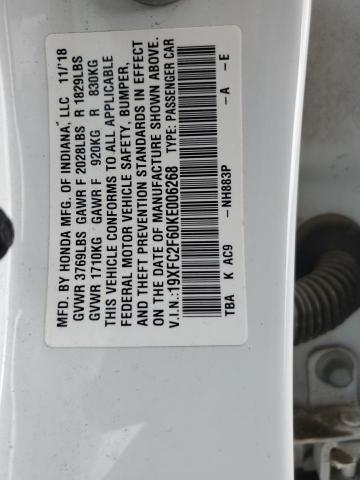 MFD. BY HONDA MFG. OF INDIANA, LLC 11/'18
GVWR 3769LBS GAWR F 2028LBS R 1829LBS
GVWR 1710KG GAWR F 920KG R 830KG
THIS VEHICLE CONFORMS TO ALL APPLICABLE
FEDERAL MOTOR VEHICLE SAFETY, BUMPER,
AND THEFT PREVENTION STANDARDS IN EFFECT
ON THE DATE OF MANUFACTURE SHOWN ABOVE.
V.I.N.:19XFC2F60KE006268 TYPE: PASSENGER CAR
-NH883P -A -E
TBA K AC9